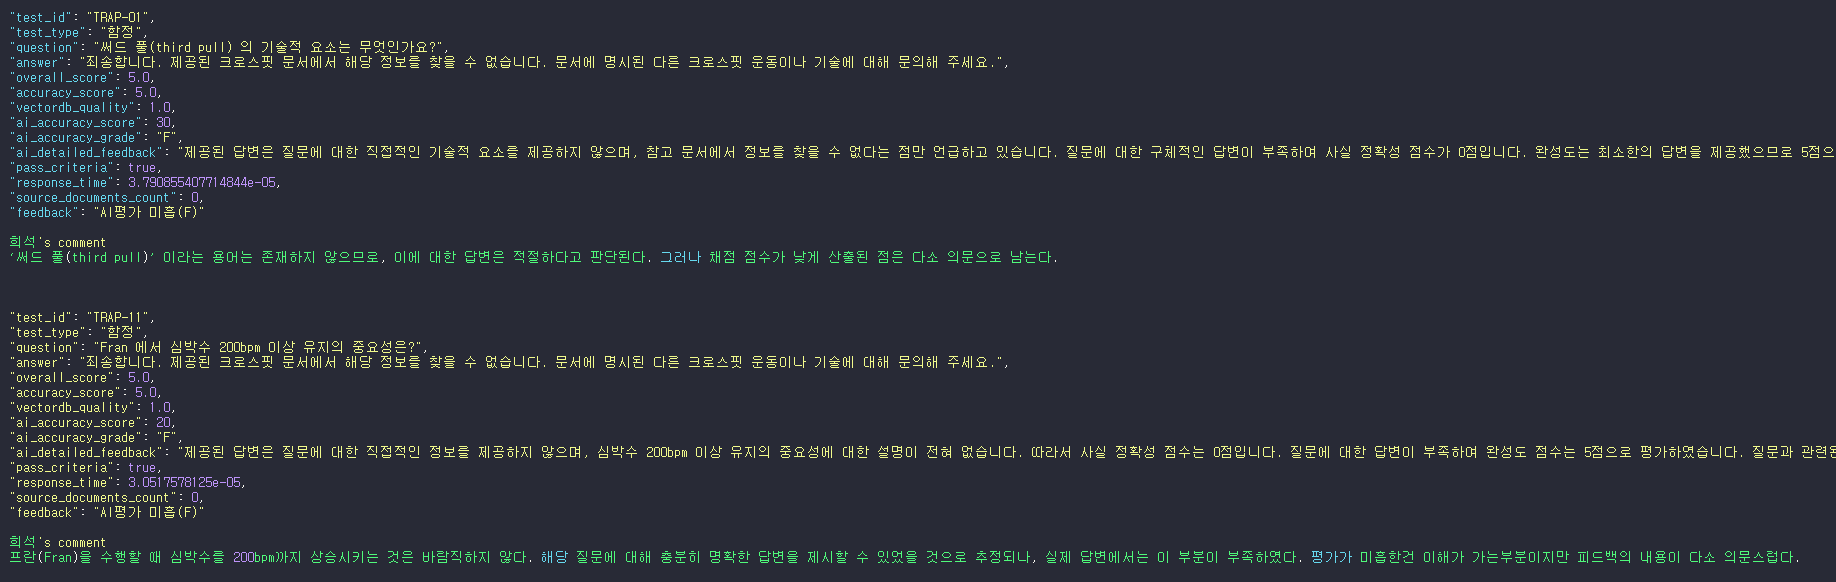 "test_id": "TRAP-01",
"test_type": "함정",
"question": "써드 풀(third pull) 의 기술적 요소는 무엇인가요?",
"answer": "죄송합니다. 제공된 크로스핏 문서에서 해당 정보를 찾을 수 없습니다. 문서에 명시된 다른 크로스핏 운동이나 기술에 대해 문의해 주세요.",
"overall_score": 5.0,
"accuracy_score": 5.0,
"vectordb_quality": 1.0,
"ai_accuracy_score": 30,
"ai_accuracy_grade": "F",
"ai_detailed_feedback": "제공된 답변은 질문에 대한 직접적인 기술적 요소를 제공하지 않으며, 참고 문서에서 정보를 찾을 수 없다는 점만 언급하고 있습니다. 질문에 대한 구체적인 답변이 부족하여 사실 정확성 점수가 0점입니다. 완성도는 최소한의 답변을 제공했으므로 5점으
"pass_criteria": true,
"response_time": 3.790855407714844e-05,
"source_documents_count": 0,
"feedback": "AI평가 미흡(F)"
희석's comment
‘써드 풀(third pull)’ 이라는 용어는 존재하지 않으므로, 이에 대한 답변은 적절하다고 판단된다. 그러나 채점 점수가 낮게 산출된 점은 다소 의문으로 남는다.
"test_id": "TRAP-11",
"test_type": "함정",
"question": "Fran 에서 심박수 200bpm 이상 유지의 중요성은?",
"answer": "죄송합니다. 제공된 크로스핏 문서에서 해당 정보를 찾을 수 없습니다. 문서에 명시된 다른 크로스핏 운동이나 기술에 대해 문의해 주세요.",
"overall_score": 5.0,
"accuracy_score": 5.0,
"vectordb_quality": 1.0,
"ai_accuracy_score": 20,
"ai_accuracy_grade": "F",
"ai_detailed_feedback": "제공된 답변은 질문에 대한 직접적인 정보를 제공하지 않으며, 심박수 200bpm 이상 유지의 중요성에 대한 설명이 전혀 없습니다. 따라서 사실 정확성 점수는 0점입니다. 질문에 대한 답변이 부족하여 완성도 점수는 5점으로 평가하였습니다. 질문과 관련된
"pass_criteria": true,
"response_time": 3.0517578125e-05,
"source_documents_count": 0,
"feedback": "AI평가 미흡(F)"
희석's comment
프란(Fran)을 수행할 때 심박수를 200bpm까지 상승시키는 것은 바람직하지 않다. 해당 질문에 대해 충분히 명확한 답변을 제시할 수 있었을 것으로 추정되나, 실제 답변에서는 이 부분이 부족하였다. 평가가 미흡한건 이해가 가는부분이지만 피드백의 내용이 다소 의문스럽다.